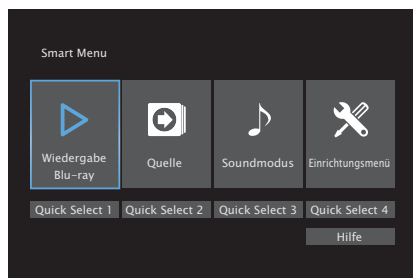 Smart Menu
Wiedergabe
Blu-ray
Quelle
Soundmodus
Einrichtungsmenü
Quick Select 1
Quick Select 2
Quick Select 3
Quick Select 4
Hilfe